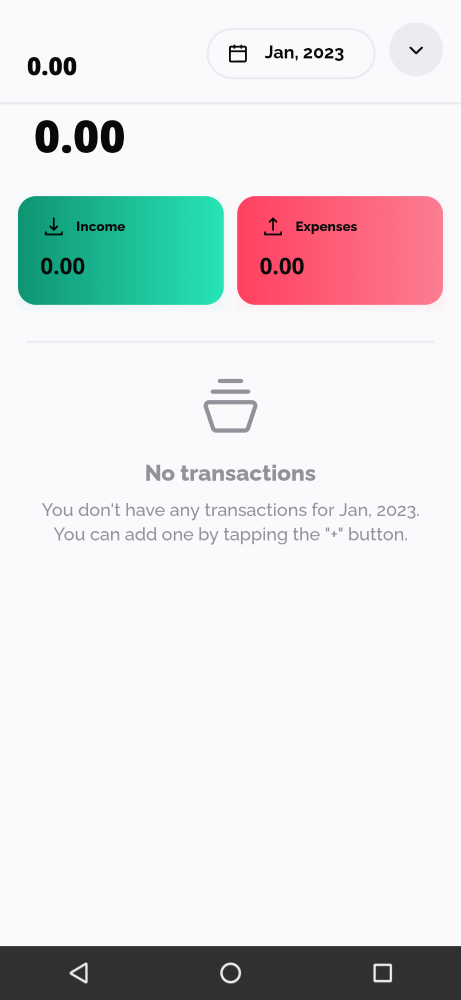 0.00
Jan, 2023
0.00
Income
0.00
Expenses
0.00
No transactions
You don't have any transactions for Jan, 2023.
You can add one by tapping the "+" button.